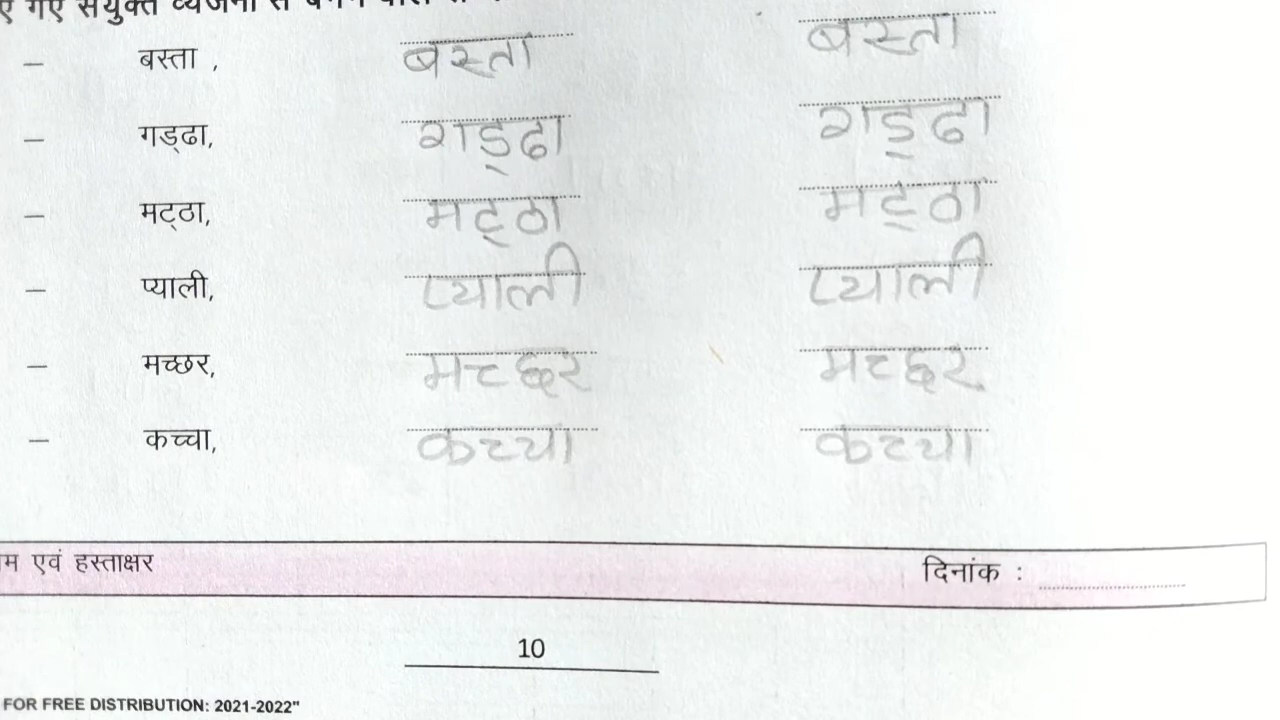 गए संयुक्त व्यंजनों से बनने वाले
– बस्ता , बस्ता बस्ता
– गड्ढा, गड्ढा गड्ढा
– मट्ठा, मट्ठा मट्ठा
– प्याली, प्याली प्याली
– मच्छर, मच्छर मच्छर
– कच्चा, कच्चा कच्चा
एवं हस्ताक्षर दिनांक : ....................
10
FOR FREE DISTRIBUTION: 2021-2022"